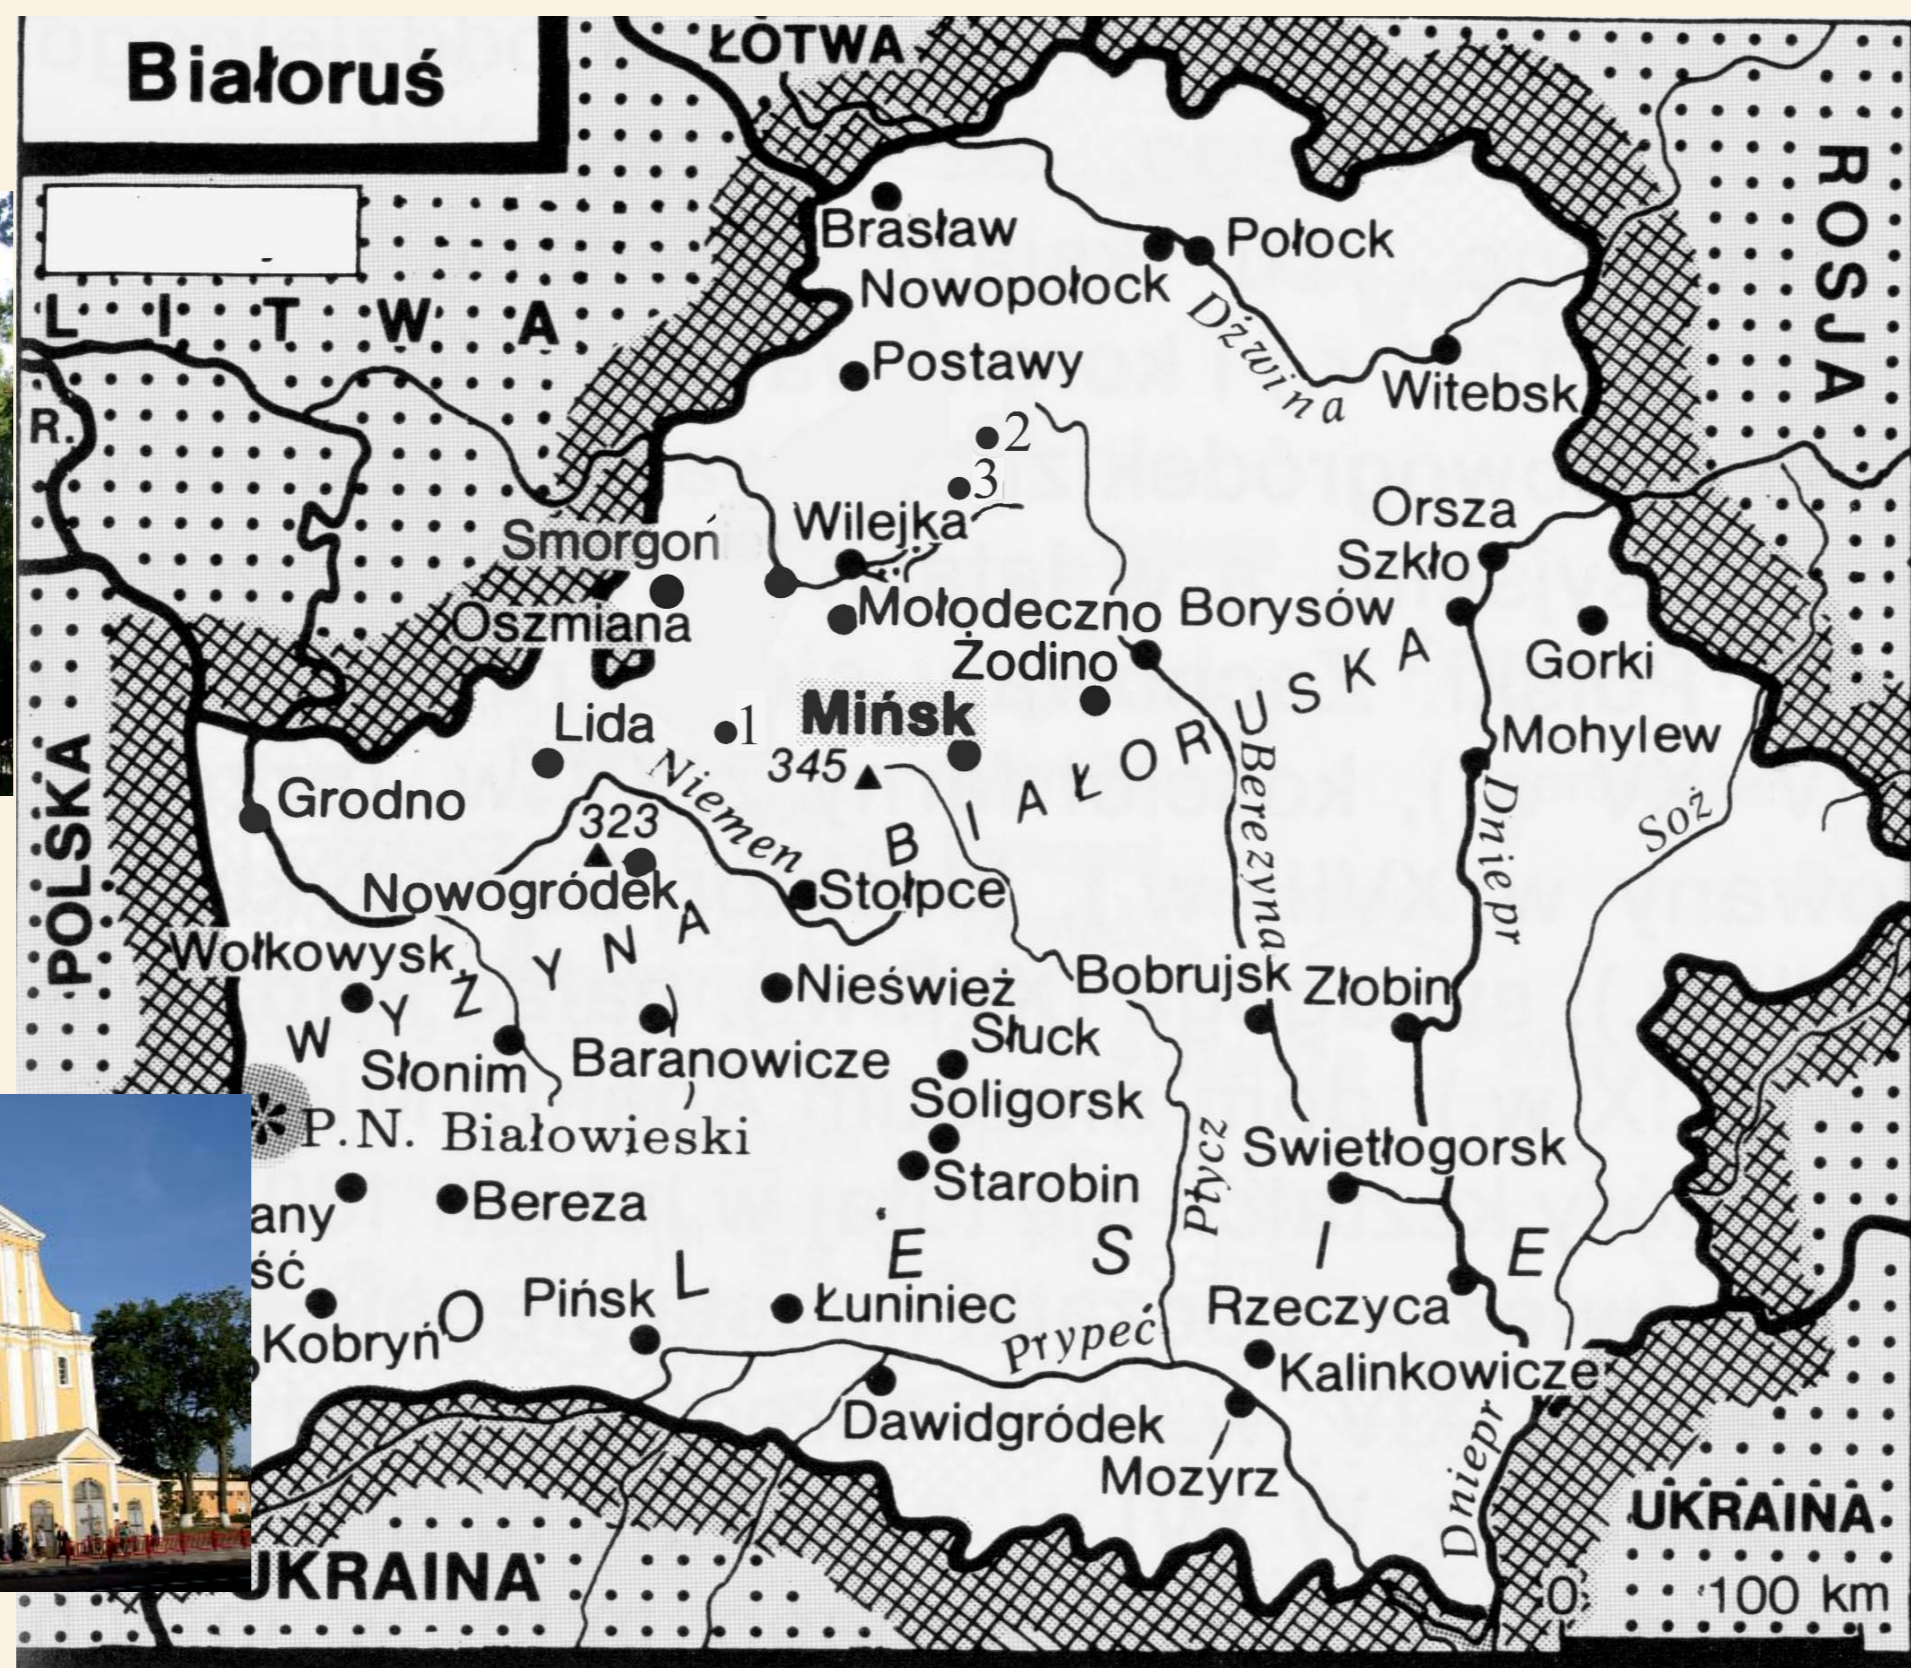 Białoruś
ŁOTWA
ROSJA
LITWA
R.
POLSKA
Brasław
Połock
Nowopołock
Dźwina
Postawy
Witebsk
2
3
Orsza
Wilejka
Smorgoń
Szkło
Oszmiana
Mołodeczno
Borysów
Żodino
Gorki
Lida
1
Mińsk
345
Mohylew
Niemen
Berezyna
Dniepr
Soż
Grodno
323
Nowogródek
Stołpce
WYŻYNA BIAŁORUSKA
Wołkowysk
Nieśwież
Bobrujsk
Złobin
Słuck
Słonim
Baranowicze
Soligorsk
P.N. Białowieski
Swietłogorsk
Starobin
Ptycz
any
Bereza
ść
OLESIE
Pińsk
Łuniniec
Rzeczyca
Kobryń
Prypeć
Kalinkowicze
Dawidgródek
Mozyrz
Dniepr
UKRAINA
UKRAINA
0 100 km